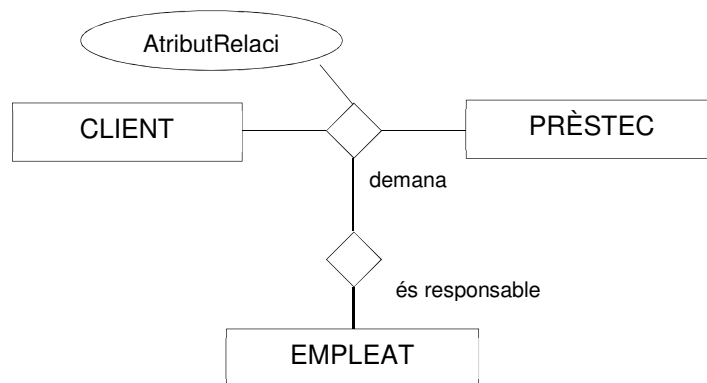 AtributRelaci
CLIENT
PRÈSTEC
demana
és responsable
EMPLEAT